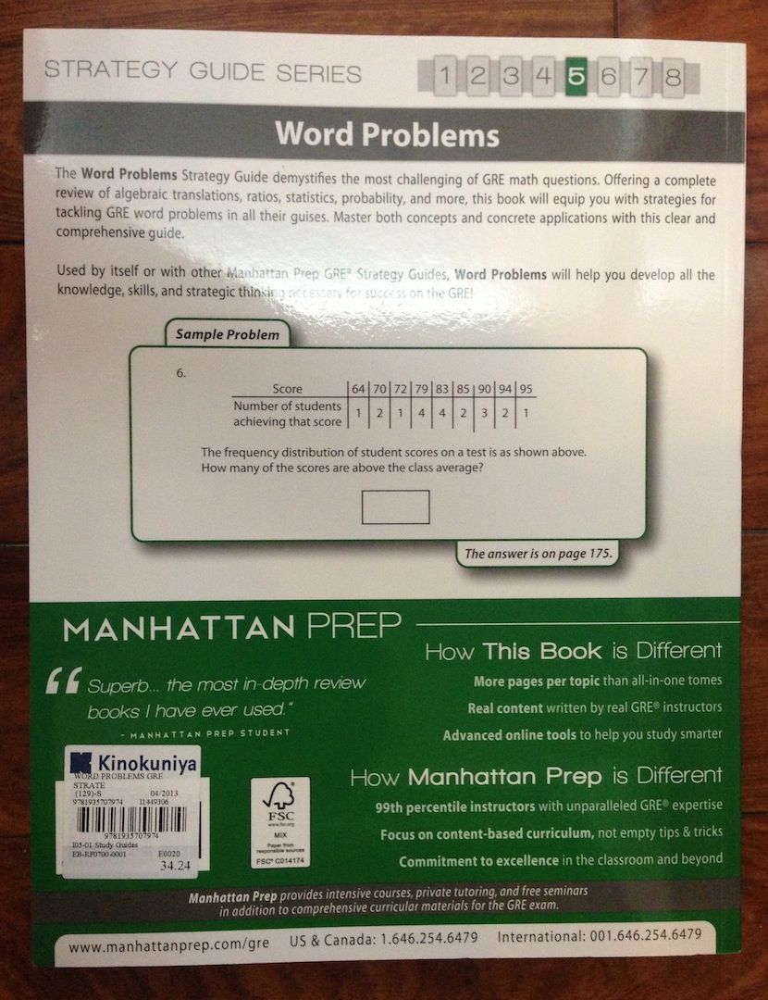 STRATEGY GUIDE SERIES
1 2 3 4 5 6 7 8
Word Problems
The Word Problems Strategy Guide demystifies the most challenging of GRE math questions. Offering a complete
review of algebraic translations, ratios, statistics, probability, and more, this book will equip you with strategies for
tackling GRE word problems in all their guises. Master both concepts and concrete applications with this clear and
comprehensive guide.
Used by itself or with other Manhattan Prep GRE® Strategy Guides, Word Problems will help you develop all the
knowledge, skills, and strategic thinking necessary for success on the GRE!
Sample Problem
6.
Score 64 70 72 79 83 85 90 94 95
Number of students
achieving that score 1 2 1 4 4 2 3 2 1
The frequency distribution of student scores on a test is as shown above.
How many of the scores are above the class average?
The answer is on page 175.
MANHATTAN PREP
“Superb... the most in-depth review
books I have ever used.”
- MANHATTAN PREP STUDENT
How This Book is Different
More pages per topic than all-in-one tomes
Real content written by real GRE® instructors
Advanced online tools to help you study smarter
How Manhattan Prep is Different
99th percentile instructors with unparalleled GRE® expertise
Focus on content-based curriculum, not empty tips & tricks
Commitment to excellence in the classroom and beyond
Kinokuniya
WORD PROBLEMS GRE
STRATE
(129)-S 04/2013
9781935707974 I1449306
9781935707974
I05-01 Study Guides
EB-RF0700-0001 E0020
34.24
FSC
www.fsc.org
MIX
Paper from
responsible sources
FSC® C014174
Manhattan Prep provides intensive courses, private tutoring, and free seminars
in addition to comprehensive curricular materials for the GRE exam.
www.manhattanprep.com/gre US & Canada: 1.646.254.6479 International: 001.646.254.6479